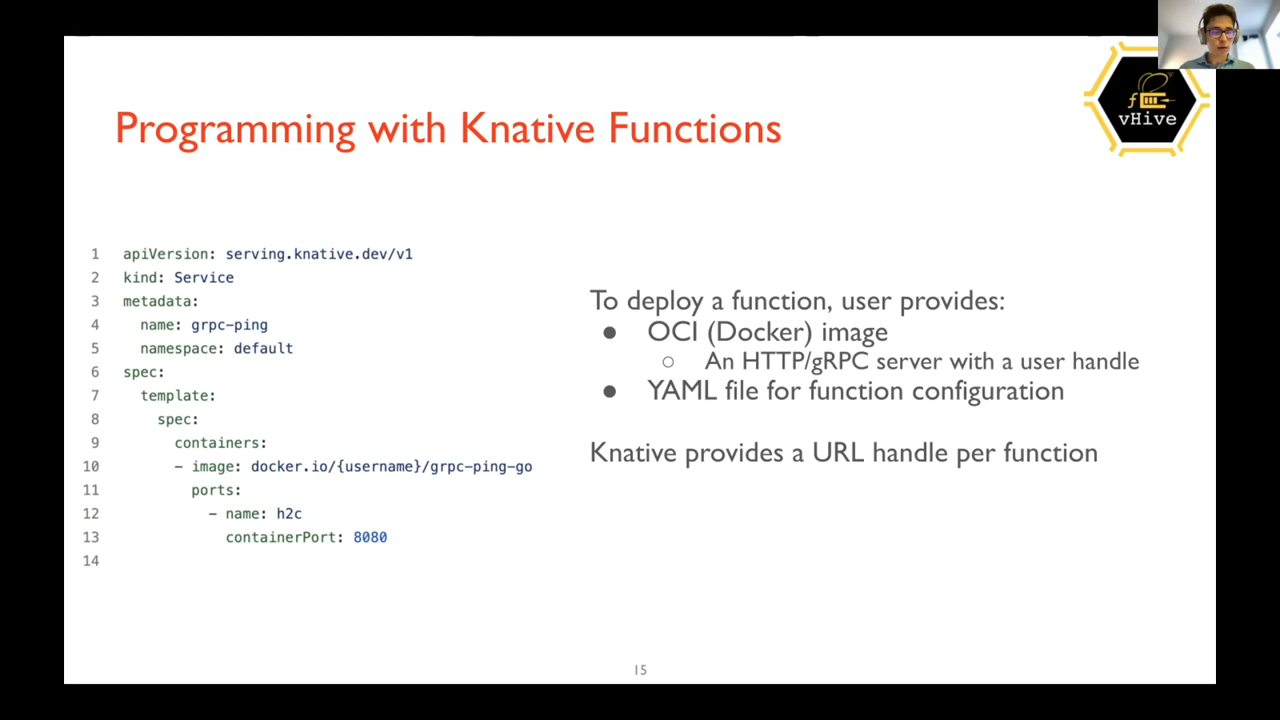 Programming with Knative Functions
f
vHive
1 apiVersion: serving.knative.dev/v1
2 kind: Service
3 metadata:
4 name: grpc-ping
5 namespace: default
6 spec:
7 template:
8 spec:
9 containers:
10 - image: docker.io/{username}/grpc-ping-go
11 ports:
12 - name: h2c
13 containerPort: 8080
14
To deploy a function, user provides:
● OCI (Docker) image
○ An HTTP/gRPC server with a user handle
● YAML file for function configuration
Knative provides a URL handle per function
15